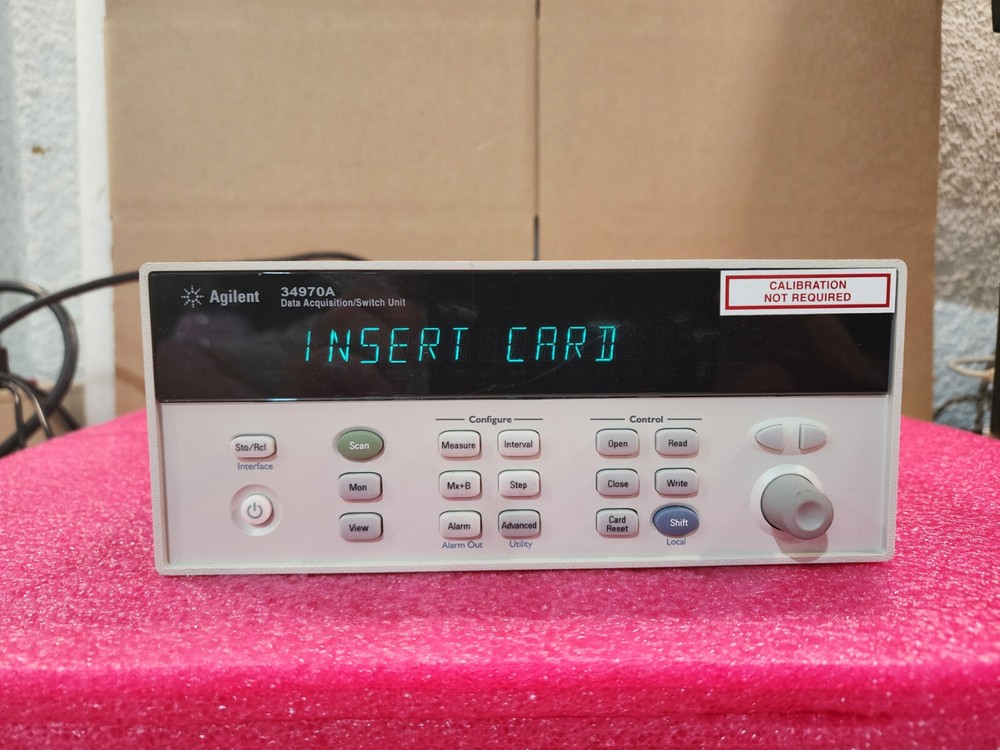 Agilent
34970A
Data Acquisition/Switch Unit
CALIBRATION
NOT REQUIRED
INSERT CARD
Configure
Control
Sto/Rcl
Interface
Scan
Measure
Interval
Open
Read
Mon
Mx+B
Step
Close
Write
View
Alarm
Advanced
Card
Reset
Shift
Alarm Out
Utility
Local